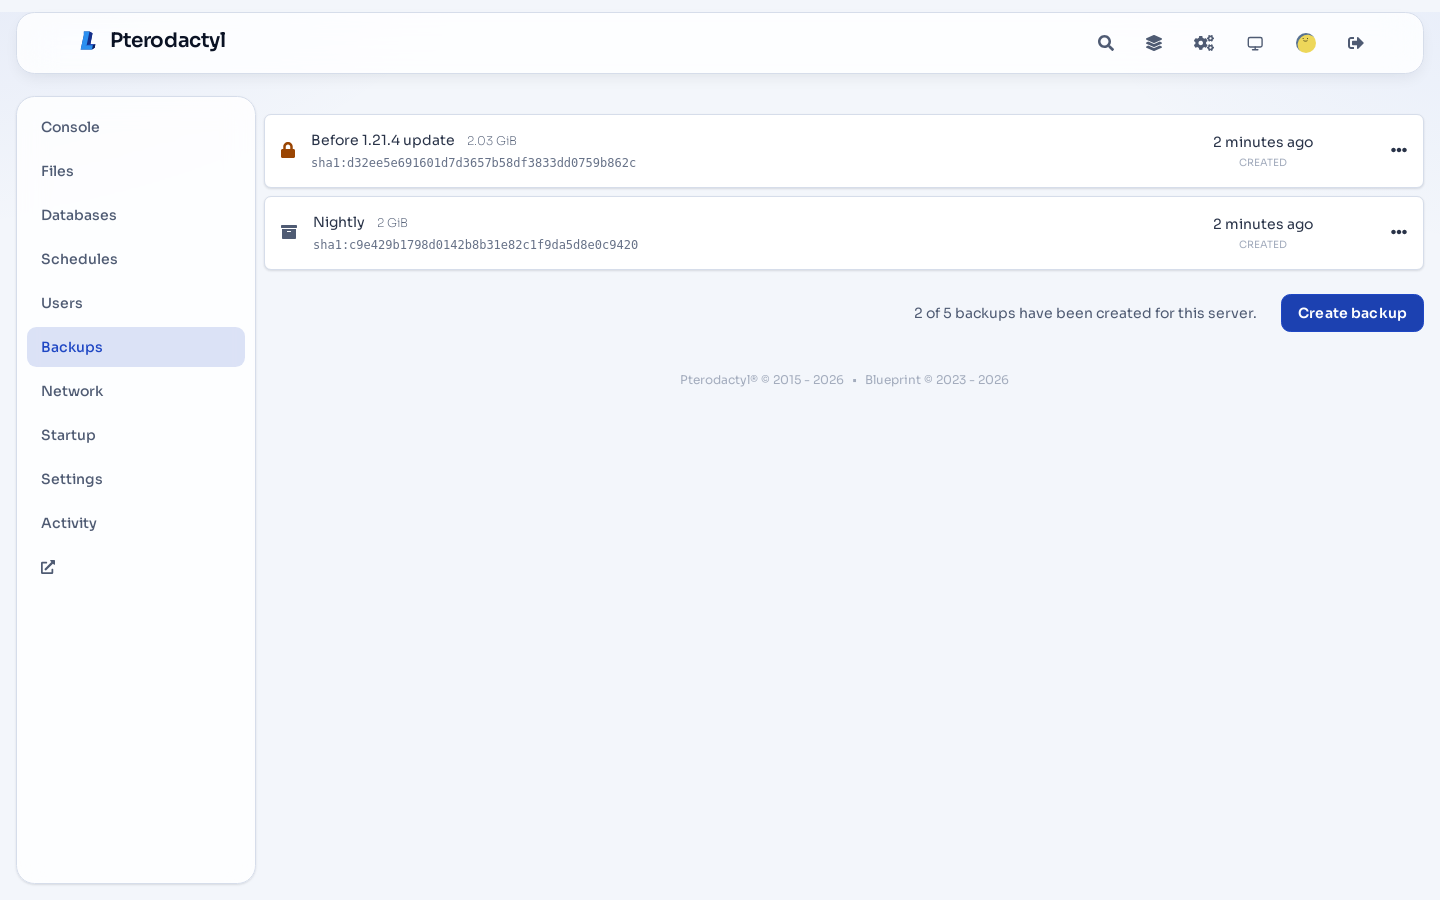 Pterodactyl
Console
Files
Databases
Schedules
Users
Backups
Network
Startup
Settings
Activity
Before 1.21.4 update 2.03 GiB
sha1:d32ee5e691601d7d3657b58df3833dd0759b862c
2 minutes ago
CREATED
Nightly 2 GiB
sha1:c9e429b1798d0142b8b31e82c1f9da5d8e0c9420
2 minutes ago
CREATED
2 of 5 backups have been created for this server.
Create backup
Pterodactyl® © 2015 - 2026 • Blueprint © 2023 - 2026